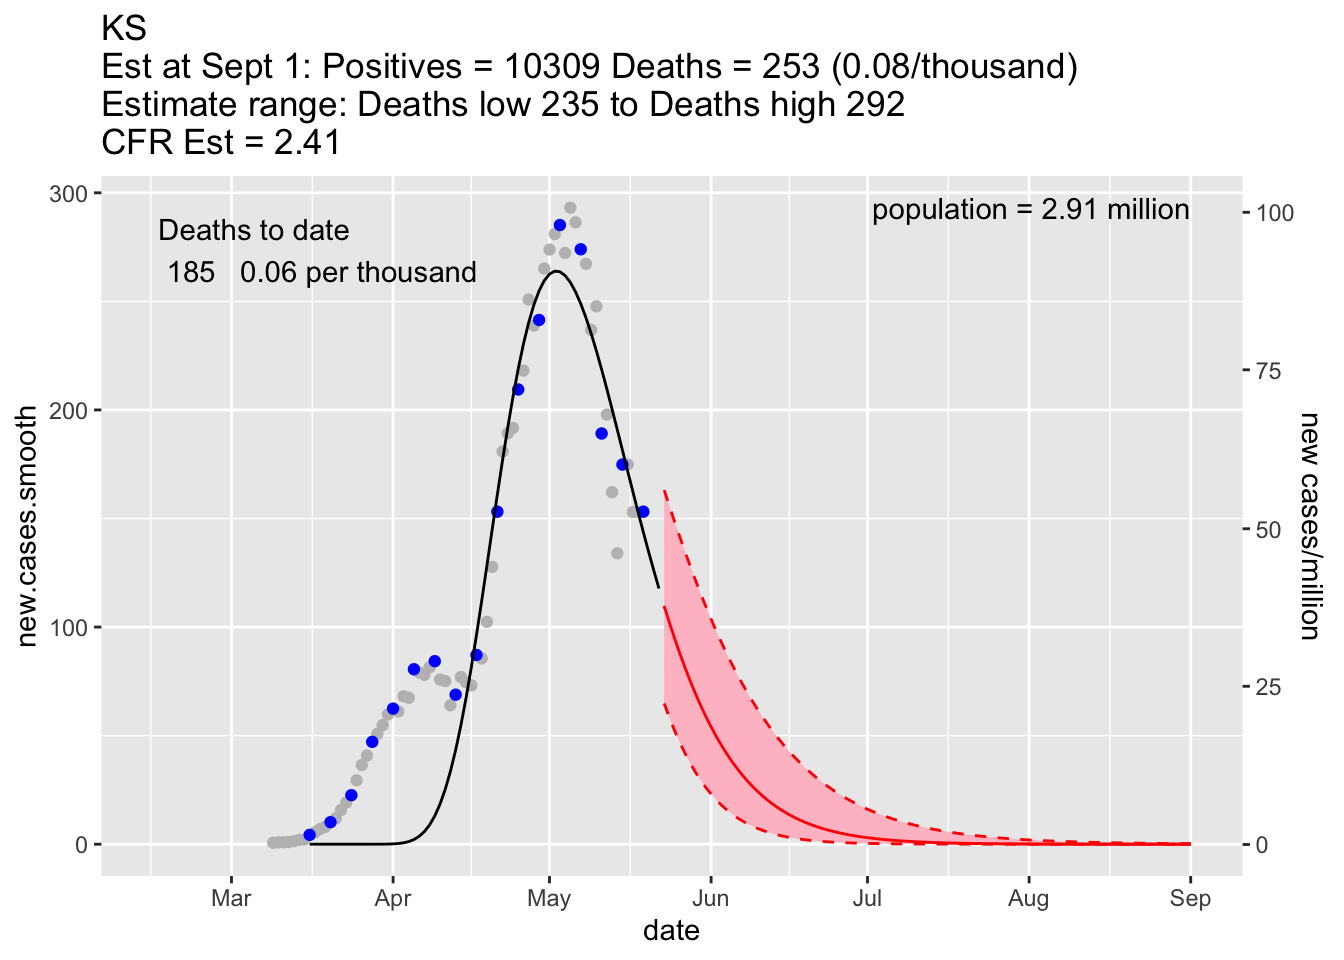 KS
Est at Sept 1: Positives = 10309 Deaths = 253 (0.08/thousand)
Estimate range: Deaths low 235 to Deaths high 292
CFR Est = 2.41
Deaths to date
185 0.06 per thousand
population = 2.91 million
300
200
100
0
new.cases.smooth
100
75
50
25
0
new cases/million
Mar Apr May Jun Jul Aug Sep
date